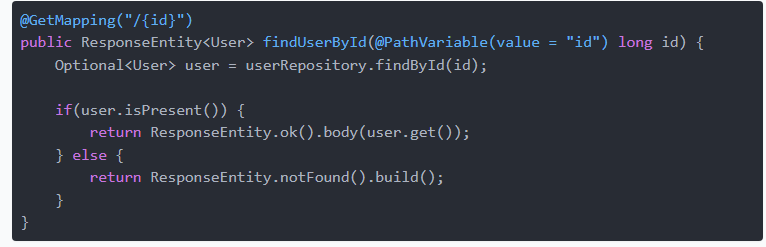 @GetMapping("/{id}")
public ResponseEntity<User> findUserById(@PathVariable(value = "id") long id) {
    Optional<User> user = userRepository.findById(id);

    if(user.isPresent()) {
        return ResponseEntity.ok().body(user.get());
    } else {
        return ResponseEntity.notFound().build();
    }
}